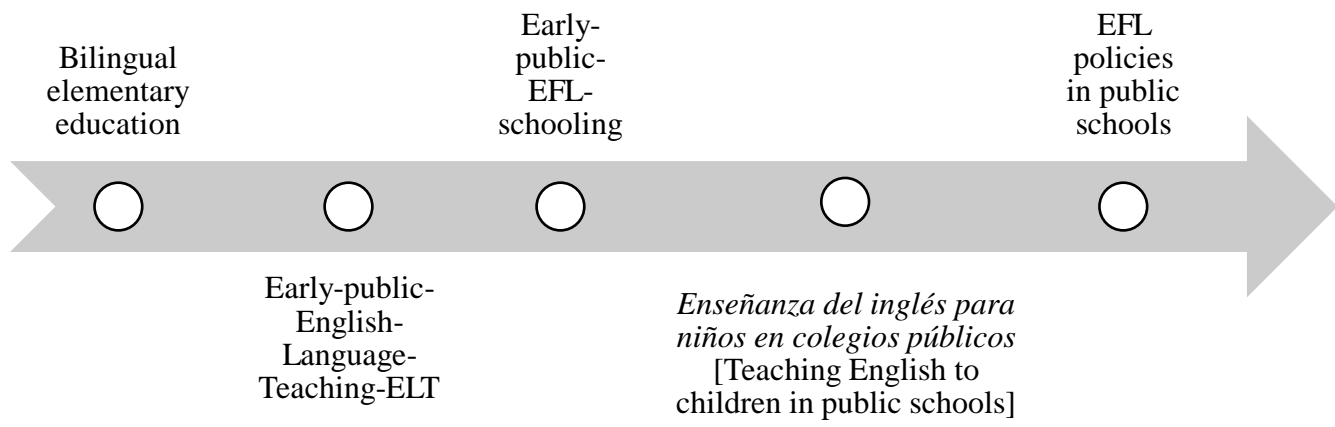 Bilingual
elementary
education
Early-public-
English-
Language-
Teaching-ELT
Early-
public-
EFL-
schooling
Enseñanza del inglés para
niños en colegios públicos
[Teaching English to
children in public schools]
EFL
policies
in public
schools